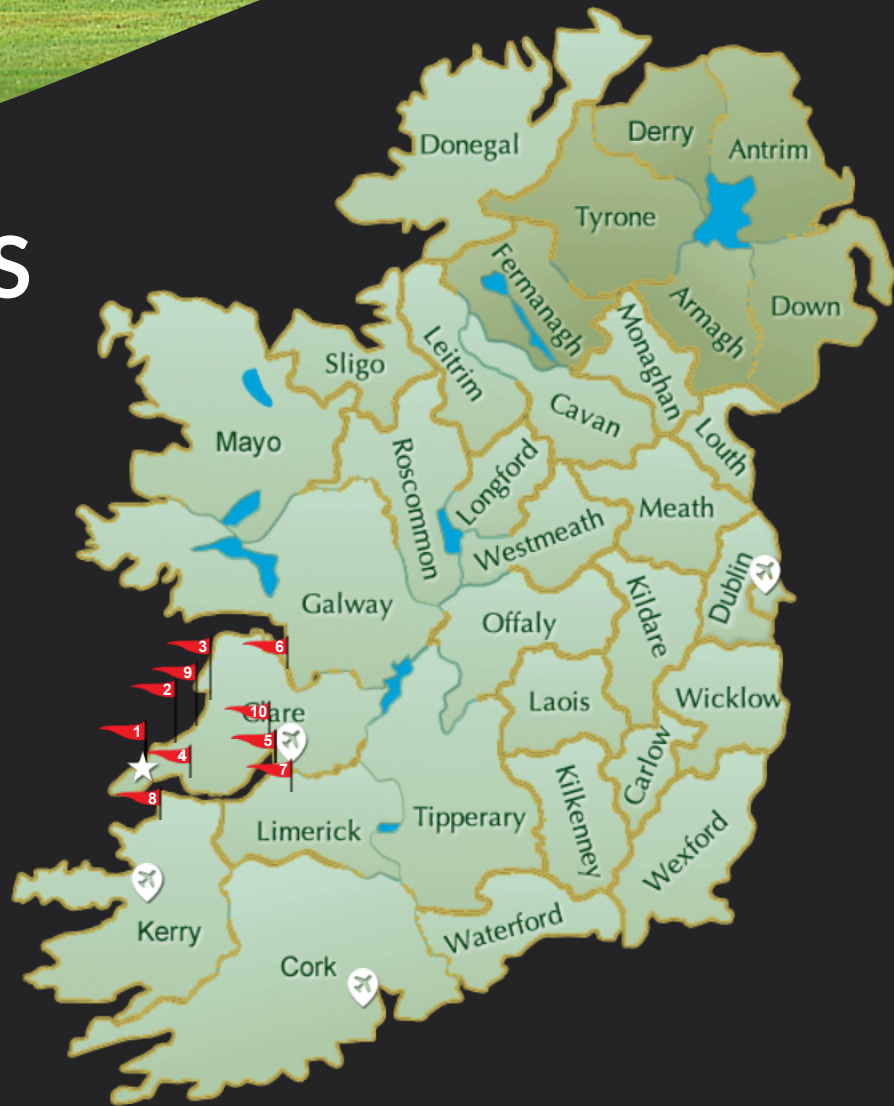 s
Donegal
Derry
Antrim
Tyrone
Fermanagh
Monaghan
Armagh
Down
Sligo
Leitrim
Cavan
Louth
Mayo
Roscommon
Longford
Meath
Westmeath
Dublin
Galway
Offaly
Kildare
3
6
9
2
10
Clare
Laois
Wicklow
1
5
4
7
8
Carlow
Limerick
Tipperary
Kilkenny
Wexford
Kerry
Waterford
Cork